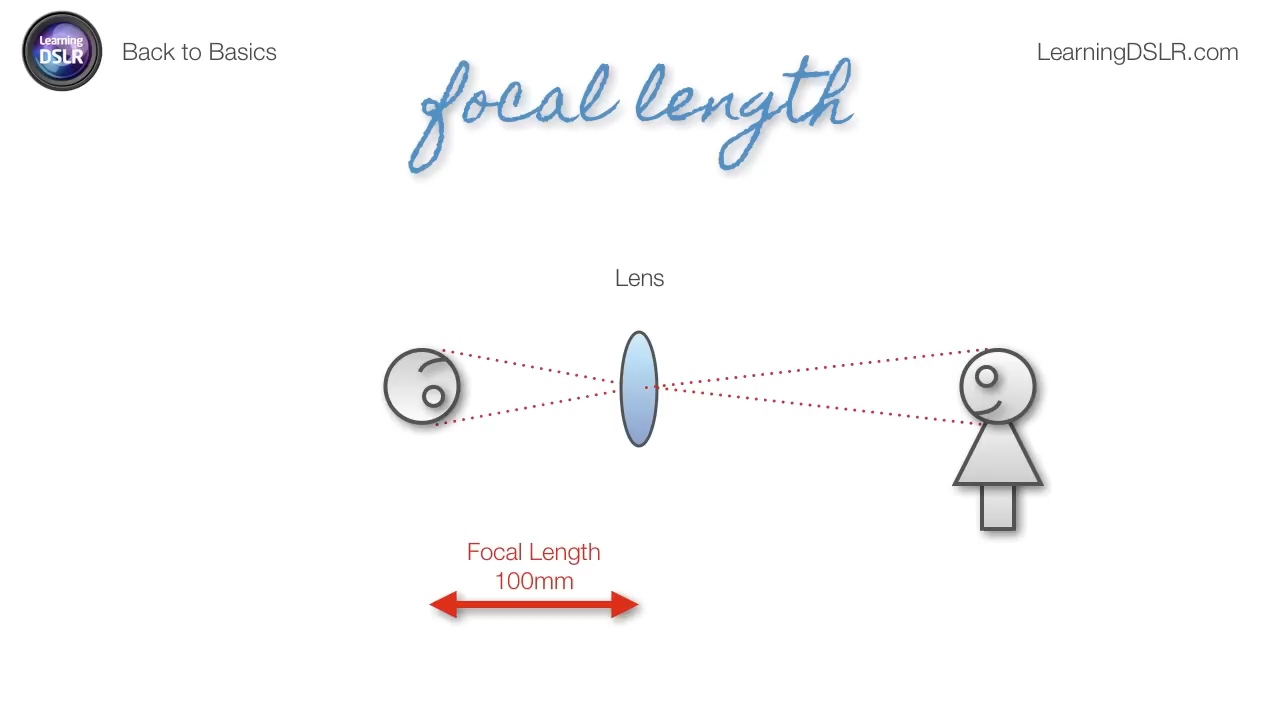 Learning
DSLR
Back to Basics
focal length
LearningDSLR.com
Lens
Focal Length
100mm